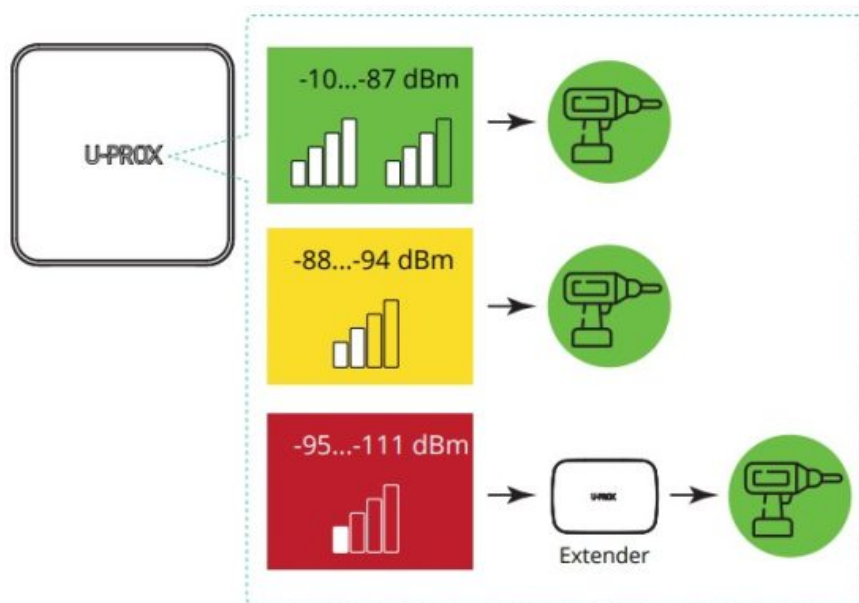 U-PROX
-10...-87 dBm
-88...-94 dBm
-95...-111 dBm
U-PROX
Extender